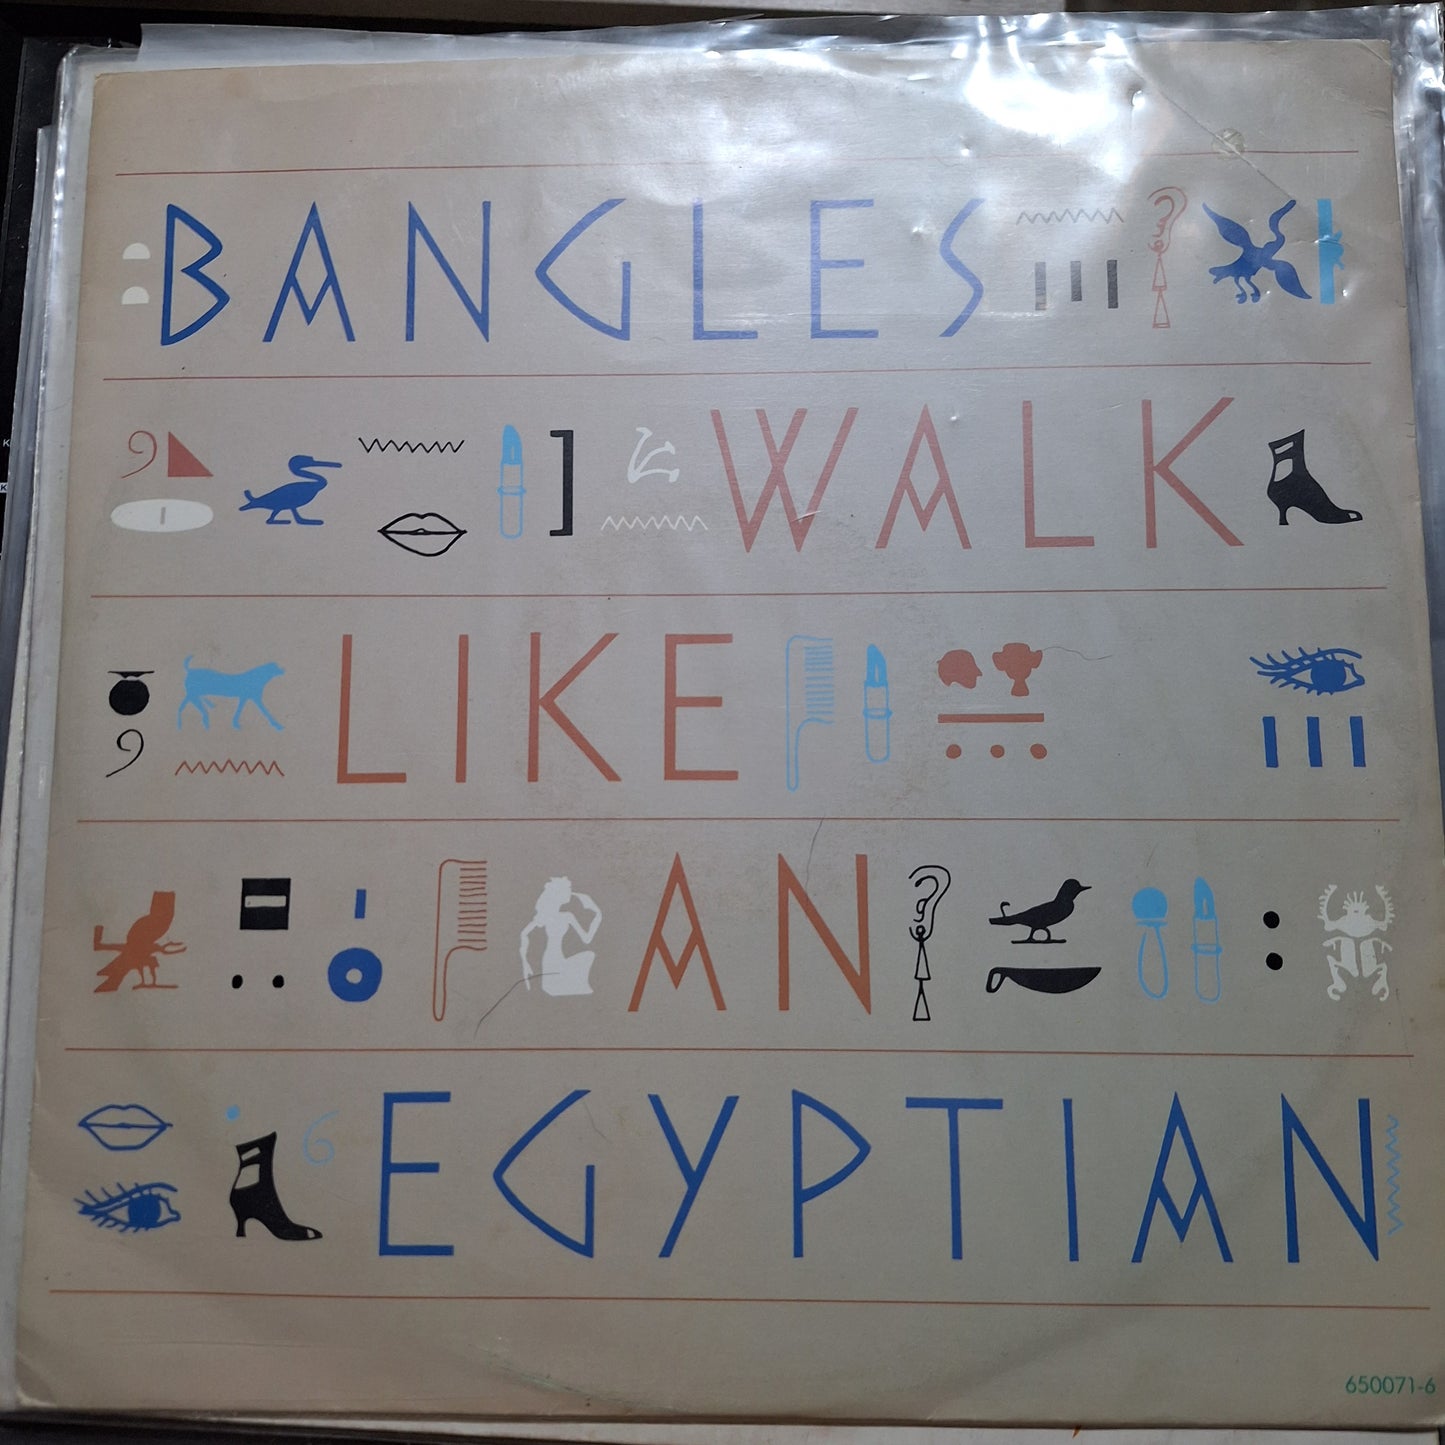 BANGLES
WALK
LIKE
AN
EGYPTIAN
650071-6